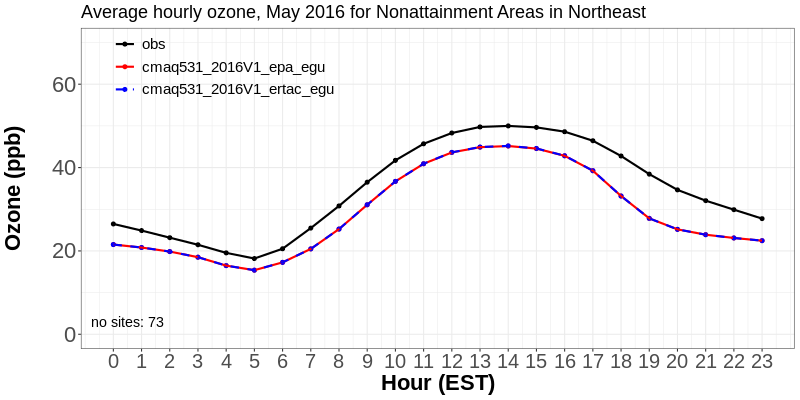 Average hourly ozone, May 2016 for Nonattainment Areas in Northeast
obs
cmaq531_2016V1_epa_egu
cmaq531_2016V1_ertac_egu
Ozone (ppb)
60
40
20
0
no sites: 73
0 1 2 3 4 5 6 7 8 9 10 11 12 13 14 15 16 17 18 19 20 21 22 23
Hour (EST)